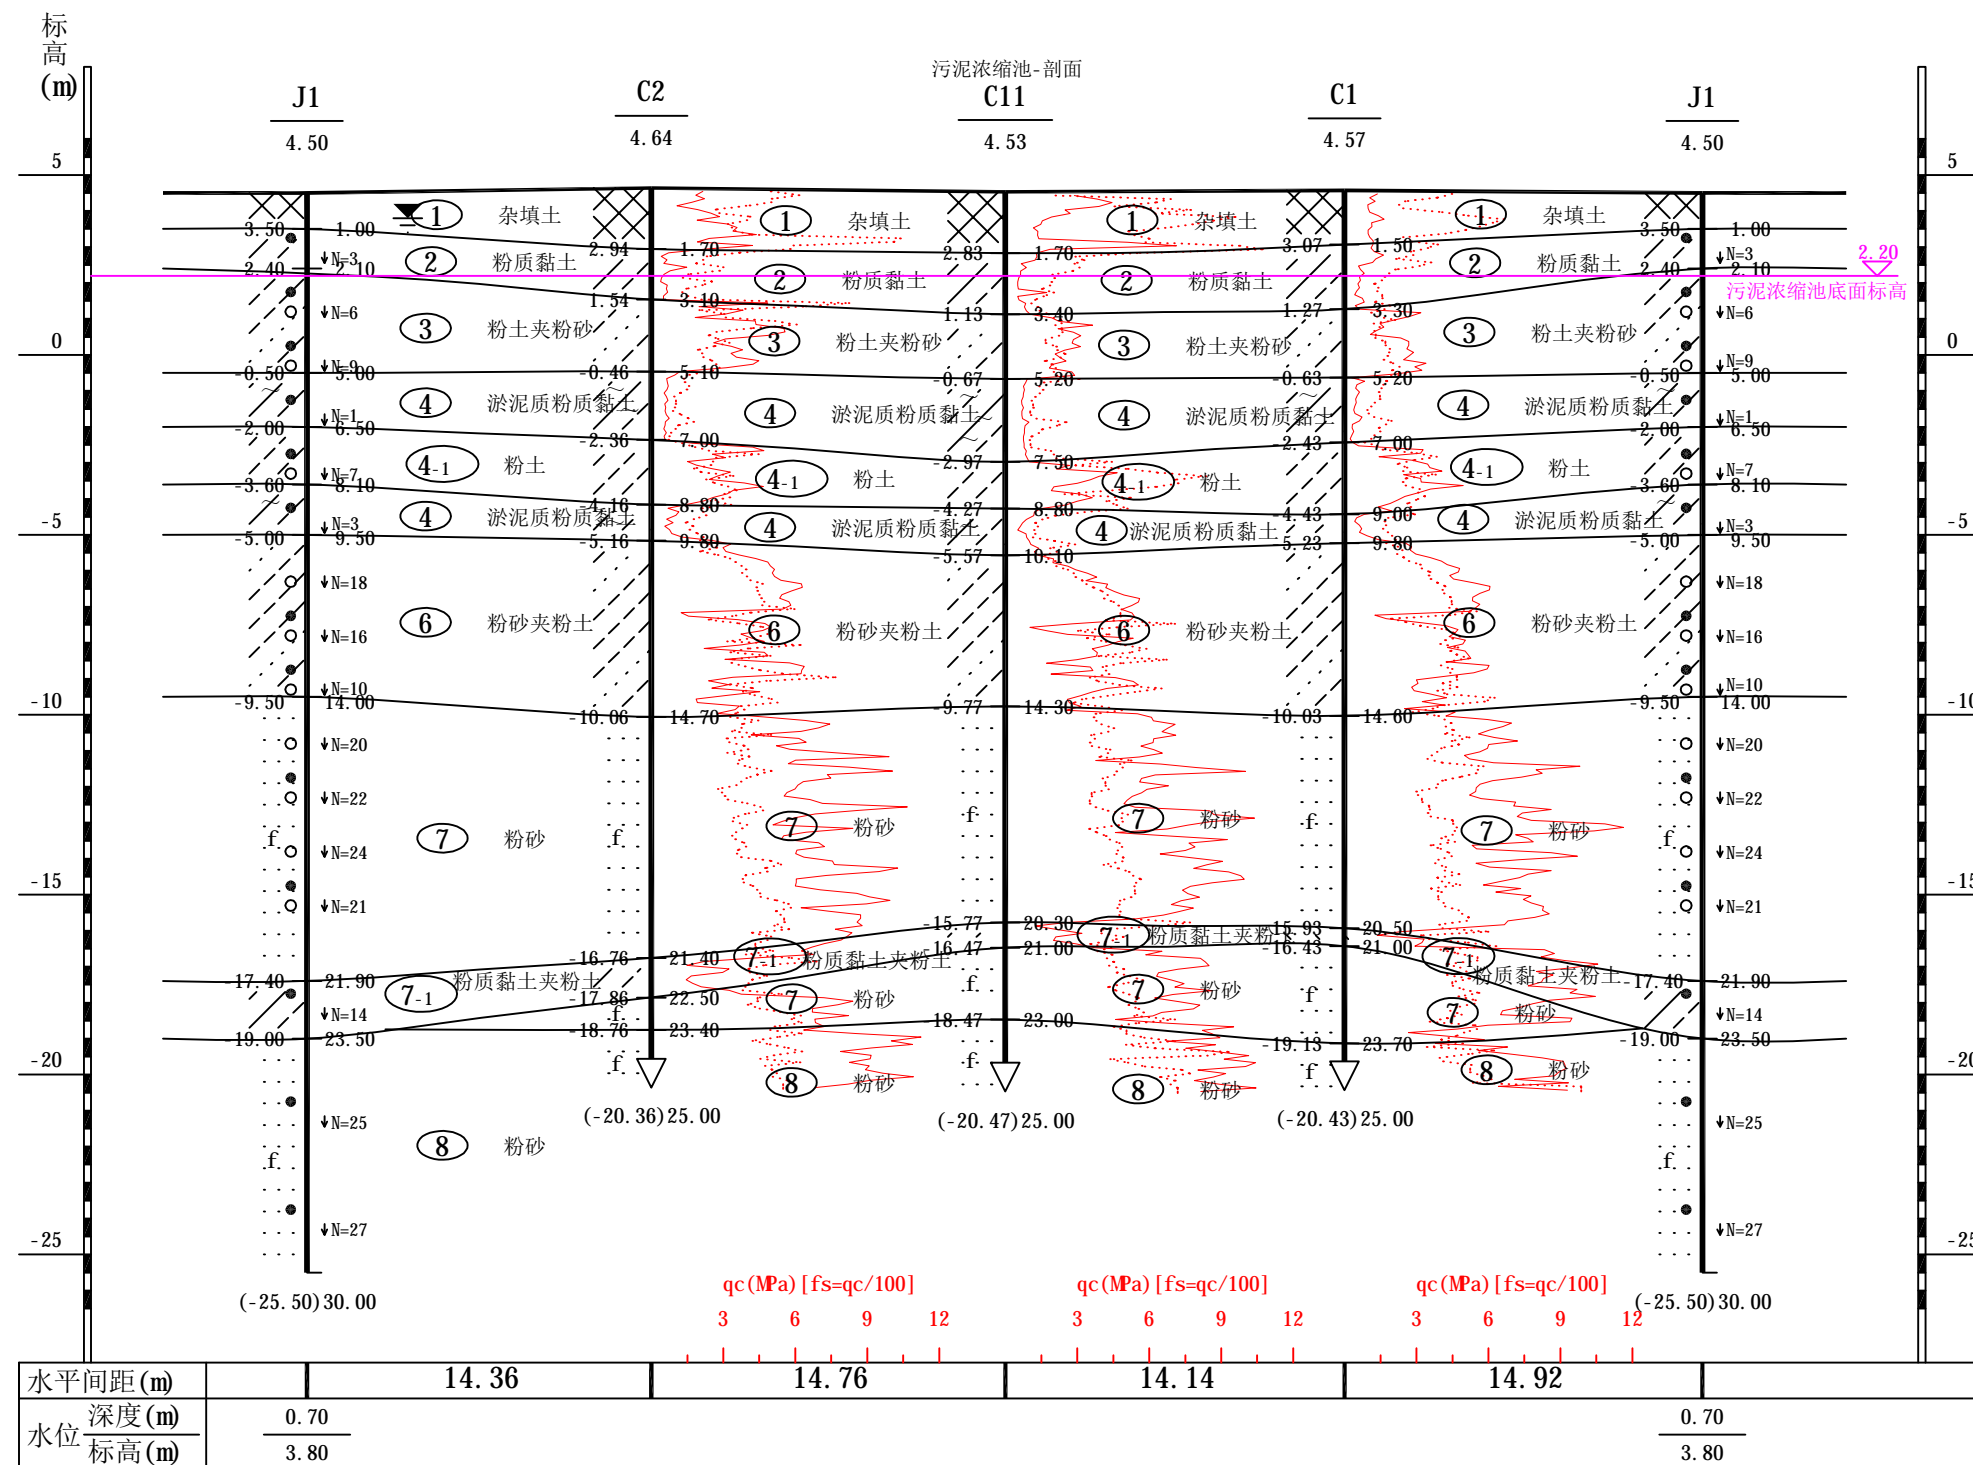 标高(m)
污泥浓缩池-剖面
J1 C2 C11 C1 J1
4.50 4.64 4.53 4.57 4.50
5 5
① 杂填土 ① 杂填土 ① 杂填土 ① 杂填土
3.50 1.00 2.94 1.70 2.83 1.70 3.07 1.50 3.50 1.00
N=3 N=3
② 粉质黏土 ② 粉质黏土 ② 粉质黏土 ② 粉质黏土
2.20
2.40 2.10 2.40 2.10
污泥浓缩池底面标高
1.54 3.10 1.13 3.40 1.27 3.30
N=6 N=6
③ 粉土夹粉砂 ③ 粉土夹粉砂 ③ 粉土夹粉砂 ③ 粉土夹粉砂
0 0
N=9 N=9
-0.50 5.00 -0.46 5.10 -0.67 5.20 -0.63 5.20 -0.50 5.00
④ 淤泥质粉质黏土 ④ 淤泥质粉质黏土 ④ 淤泥质粉质黏土 ④ 淤泥质粉质黏土
N=1 N=1
-2.00 6.50 -2.36 7.00 -2.97 7.50 -2.43 7.00 -2.00 6.50
4-1 粉土 4-1 粉土 4-1 粉土 4-1 粉土
N=7 N=7
-3.60 8.10 -4.16 8.80 -4.27 8.80 -4.43 9.00 -3.60 8.10
④ 淤泥质粉质黏土 ④ 淤泥质粉质黏土 ④ 淤泥质粉质黏土 ④ 淤泥质粉质黏土
N=3 N=3
-5 -5
-5.00 9.50 -5.16 9.80 -5.57 10.10 -5.23 9.80 -5.00 9.50
N=18 N=18
⑥ 粉砂夹粉土 ⑥ 粉砂夹粉土 ⑥ 粉砂夹粉土 ⑥ 粉砂夹粉土
N=16 N=16
N=10 N=10
-10 -10
-9.50 14.00 -10.06 14.70 -9.77 14.30 -10.03 14.60 -9.50 14.00
N=20 N=20
N=22 N=22
f f f f f
⑦ 粉砂 ⑦ 粉砂 ⑦ 粉砂 ⑦ 粉砂
N=24 N=24
-15 -15
N=21 N=21
-16.76 21.40 -15.77 20.30 -15.93 20.50
7-1 粉质黏土夹粉土 7-1 粉质黏土夹粉土 7-1 粉质黏土夹粉 7-1 粉质黏土夹粉土
-17.40 21.90 -17.86 22.50 16.47 21.00 -16.43 21.00 -17.40 21.90
f f f
⑦ 粉砂 ⑦ 粉砂 ⑦ 粉砂
N=14 N=14
-19.00 23.50 -18.76 23.40 18.47 23.00 -19.13 23.70 -19.00 23.50
-20 -20
f f f
⑧ 粉砂 ⑧ 粉砂 ⑧ 粉砂
(-20.36)25.00 (-20.47)25.00 (-20.43)25.00
N=25 N=25
⑧ 粉砂
f f
N=27 N=27
-25 -25
qc(MPa)[fs=qc/100] qc(MPa)[fs=qc/100] qc(MPa)[fs=qc/100]
(-25.50)30.00 (-25.50)30.00
3 6 9 12 3 6 9 12 3 6 9 12
水平间距(m) 14.36 14.76 14.14 14.92
水位 深度(m) 0.70 0.70
标高(m) 3.80 3.80